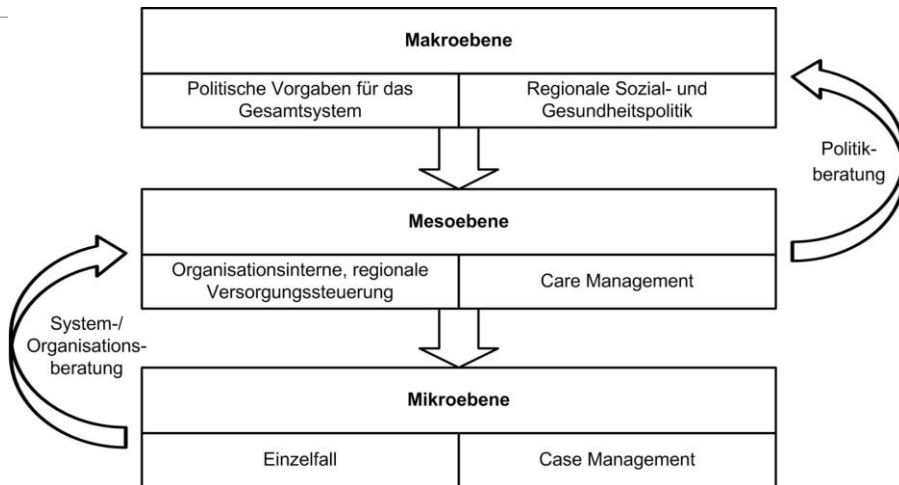 Makroebene
Politische Vorgaben für das
Gesamtsystem
Regionale Sozial- und
Gesundheitspolitik
Politik-
beratung
Mesoebene
Organisationsinterne, regionale
Versorgungssteuerung
Care Management
System-/
Organisations-
beratung
Mikroebene
Einzelfall
Case Management